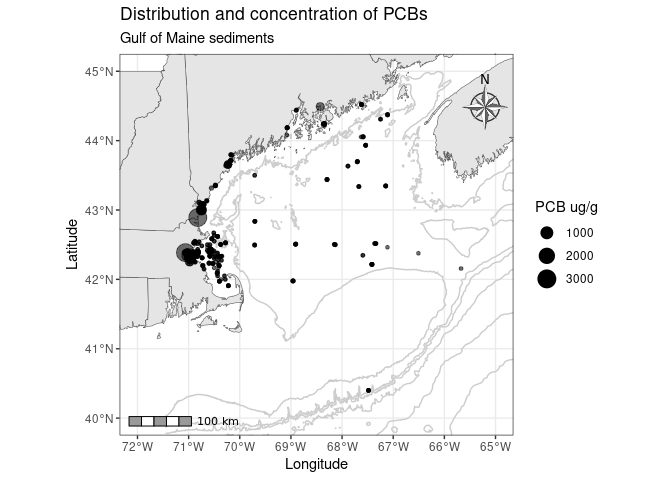 Distribution and concentration of PCBs
Gulf of Maine sediments
45°N
44°N
43°N
42°N
41°N
40°N
Latitude
N
100 km
72°W 71°W 70°W 69°W 68°W 67°W 66°W 65°W
Longitude
PCB ug/g
1000
2000
3000